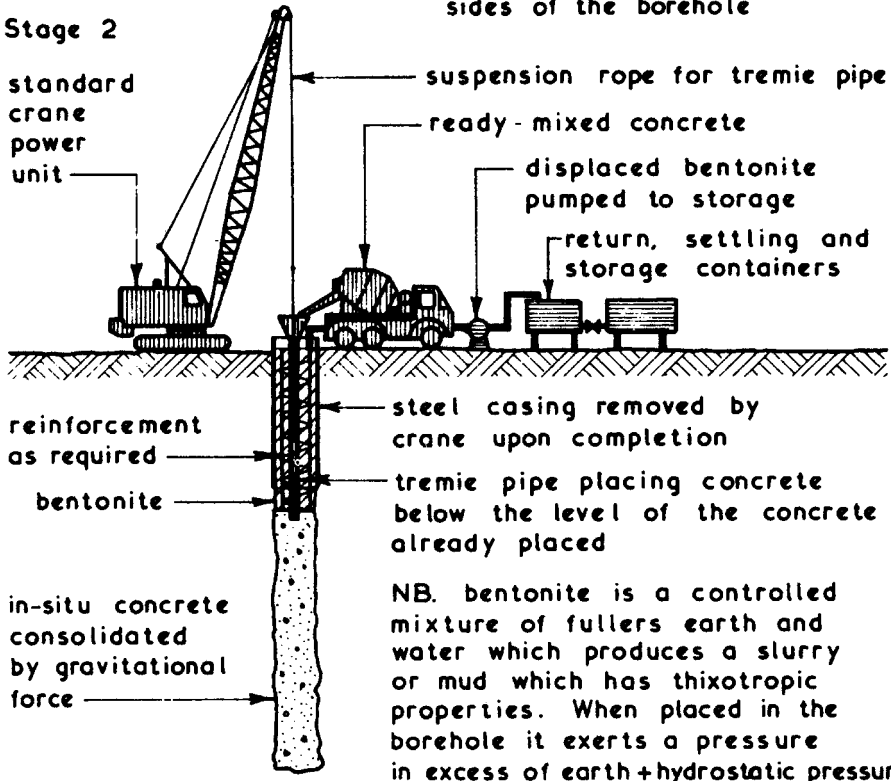 sides of the borehole
Stage 2
standard
crane
power
unit
suspension rope for tremie pipe
ready-mixed concrete
displaced bentonite
pumped to storage
return, settling and
storage containers
reinforcement
as required
bentonite
steel casing removed by
crane upon completion
tremie pipe placing concrete
below the level of the concrete
already placed
in-situ concrete
consolidated
by gravitational
force
NB. bentonite is a controlled
mixture of fullers earth and
water which produces a slurry
or mud which has thixotropic
properties. When placed in the
borehole it exerts a pressure
in excess of earth+hydrostatic pressur